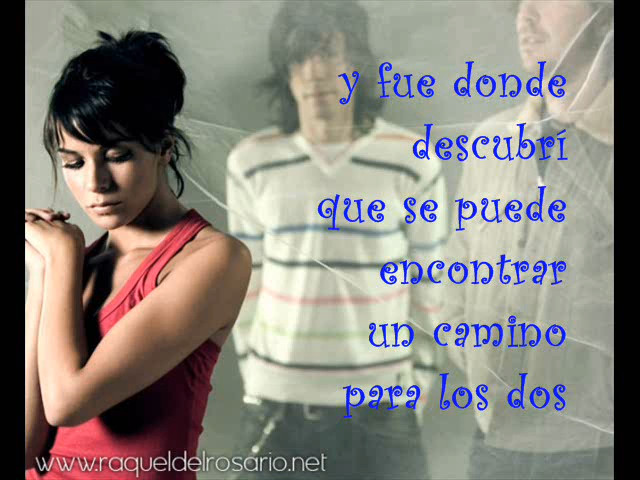 y fue donde
descubrí
que se puede
encontrar
un camino
para los dos
www.raqueldelrosario.net